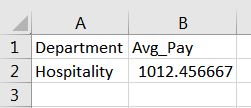 A B
1 Department Avg_Pay
2 Hospitality 1012.456667
3